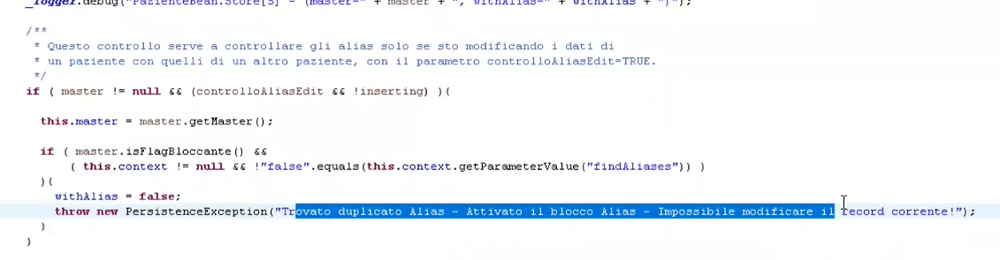 _logger.debug("PazienteBean.Store[3] - (master=" + master + ", withAlias=" + withAlias + ")");
/**
* Questo controllo serve a controllare gli alias solo se sto modificando i dati di
* un paziente con quelli di un altro paziente, con il parametro controlloAliasEdit=TRUE.
*/
if ( master != null && (controlloAliasEdit && !inserting) ){
this.master = master.getMaster();
if ( master.isFlagBloccante() &&
( this.context != null && !"false".equals(this.context.getParameterValue("findAliases")) )
){
withAlias = false;
throw new PersistenceException("Trovato duplicato Alias - Attivato il blocco Alias - Impossibile modificare il record corrente!");
}
}